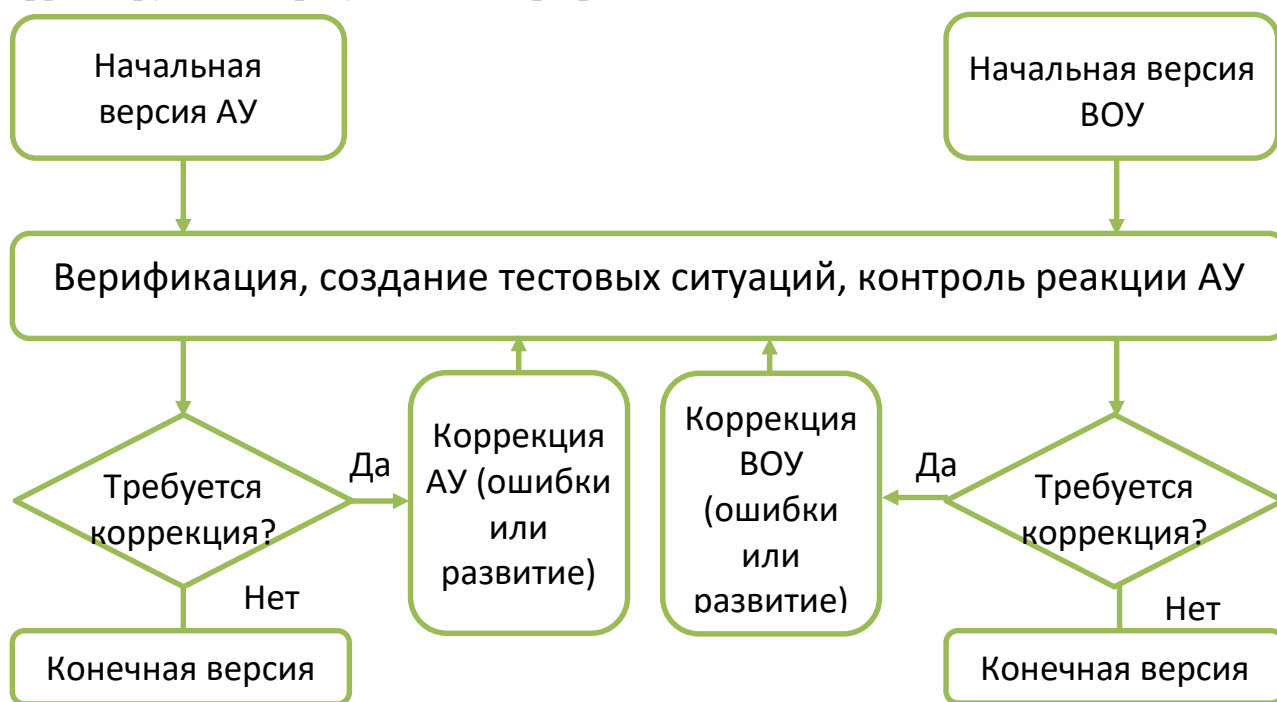 Начальная
версия АУ
Начальная версия
ВОУ
Верификация, создание тестовых ситуаций, контроль реакции АУ
Требуется
коррекция?
Да
Нет
Коррекция
АУ (ошибки
или
развитие)
Коррекция
ВОУ
(ошибки
или
развитие)
Да
Требуется
коррекция?
Нет
Конечная версия
Конечная версия